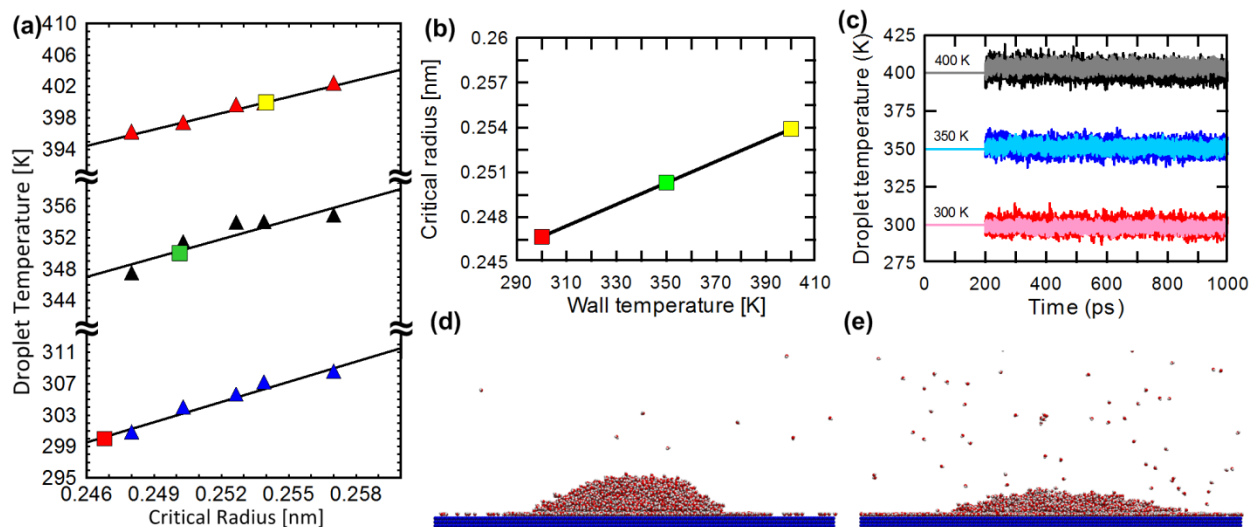 (a)
410
406
402
398
394
356
352
348
344
311
307
303
299
295
Droplet Temperature [K]
0.246 0.249 0.252 0.255 0.258
Critical Radius [nm]
(b)
0.26
0.257
0.254
0.251
0.248
0.245
Critical radius [nm]
290 310 330 350 370 390 410
Wall temperature [K]
(c)
425
400
375
350
325
300
275
Droplet temperature (K)
400 K
350 K
300 K
0 200 400 600 800 1000
Time (ps)
(d)
(e)